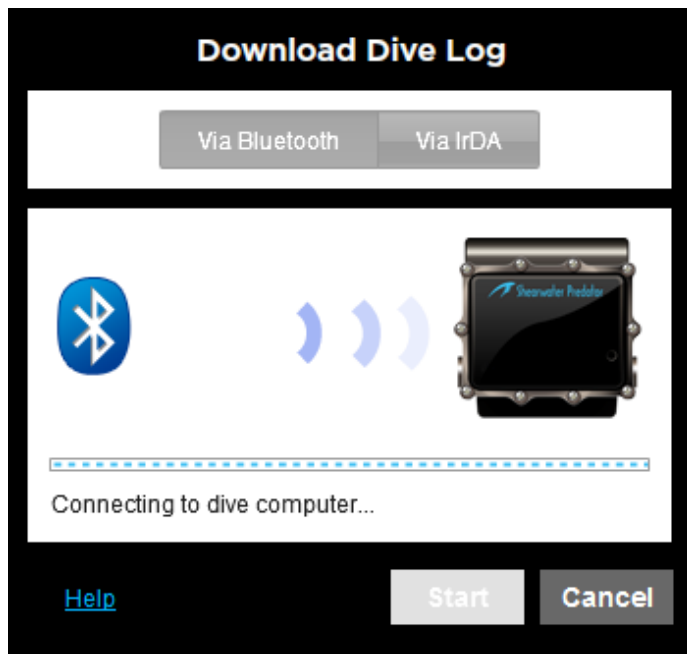 Download Dive Log
Via Bluetooth Via IrDA
Shearwater Predator
Connecting to dive computer...
Help Start Cancel